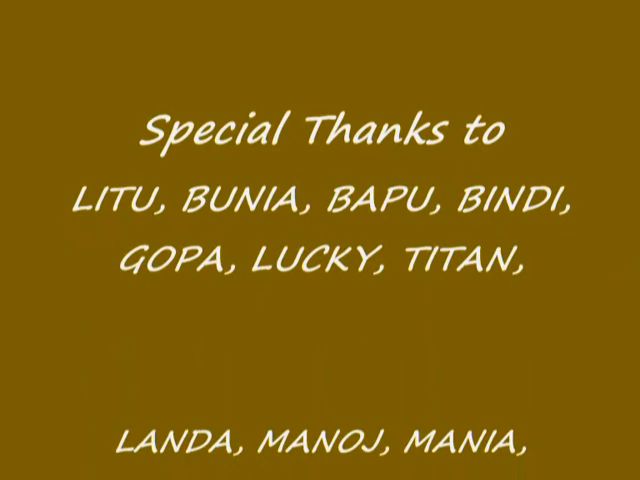 Special Thanks to
LITU, BUNIA, BAPU, BINDI,
GOPA, LUCKY, TITAN,
LANDA, MANOJ, MANIA,